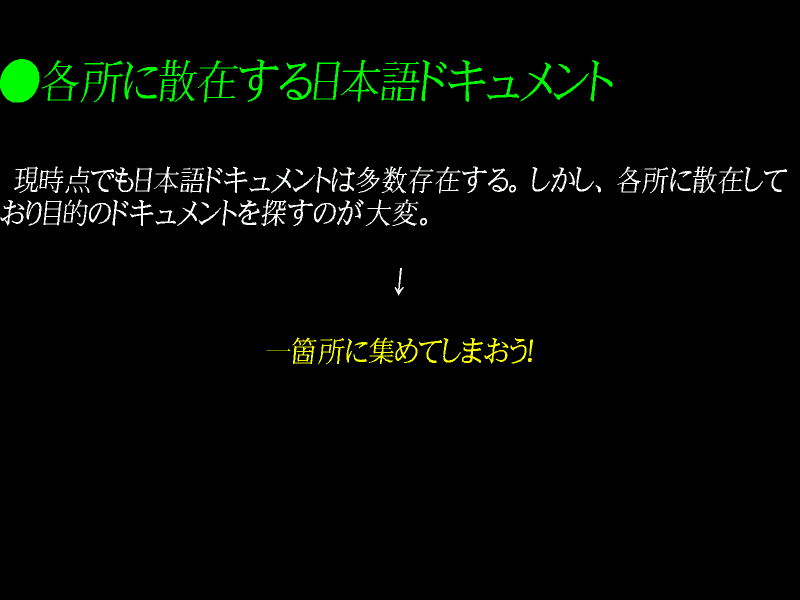 ●各所に散在する日本語ドキュメント
現時点でも日本語ドキュメントは多数存在する。しかし、各所に散在して
おり目的のドキュメントを探すのが大変。
↓
一箇所に集めてしまおう!